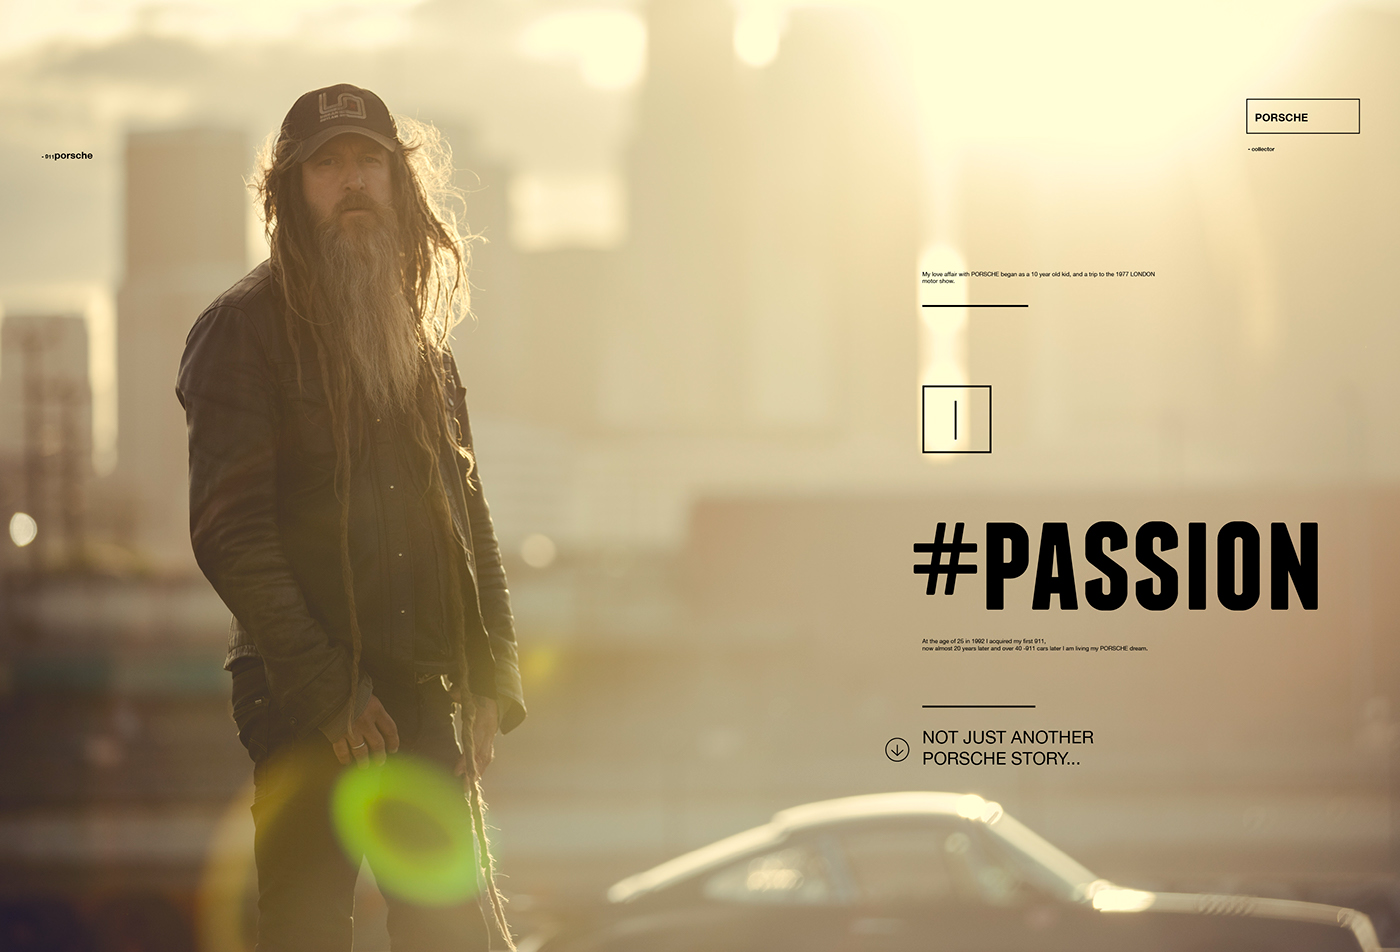 - 911porsche
PORSCHE
- collector
My love affair with PORSCHE began as a 10 year old kid, and a trip to the 1977 LONDON
motor show.
#PASSION
At the age of 25 in 1992 I acquired my first 911,
now almost 20 years later and over 40 -911 cars later I am living my PORSCHE dream.
NOT JUST ANOTHER
PORSCHE STORY...